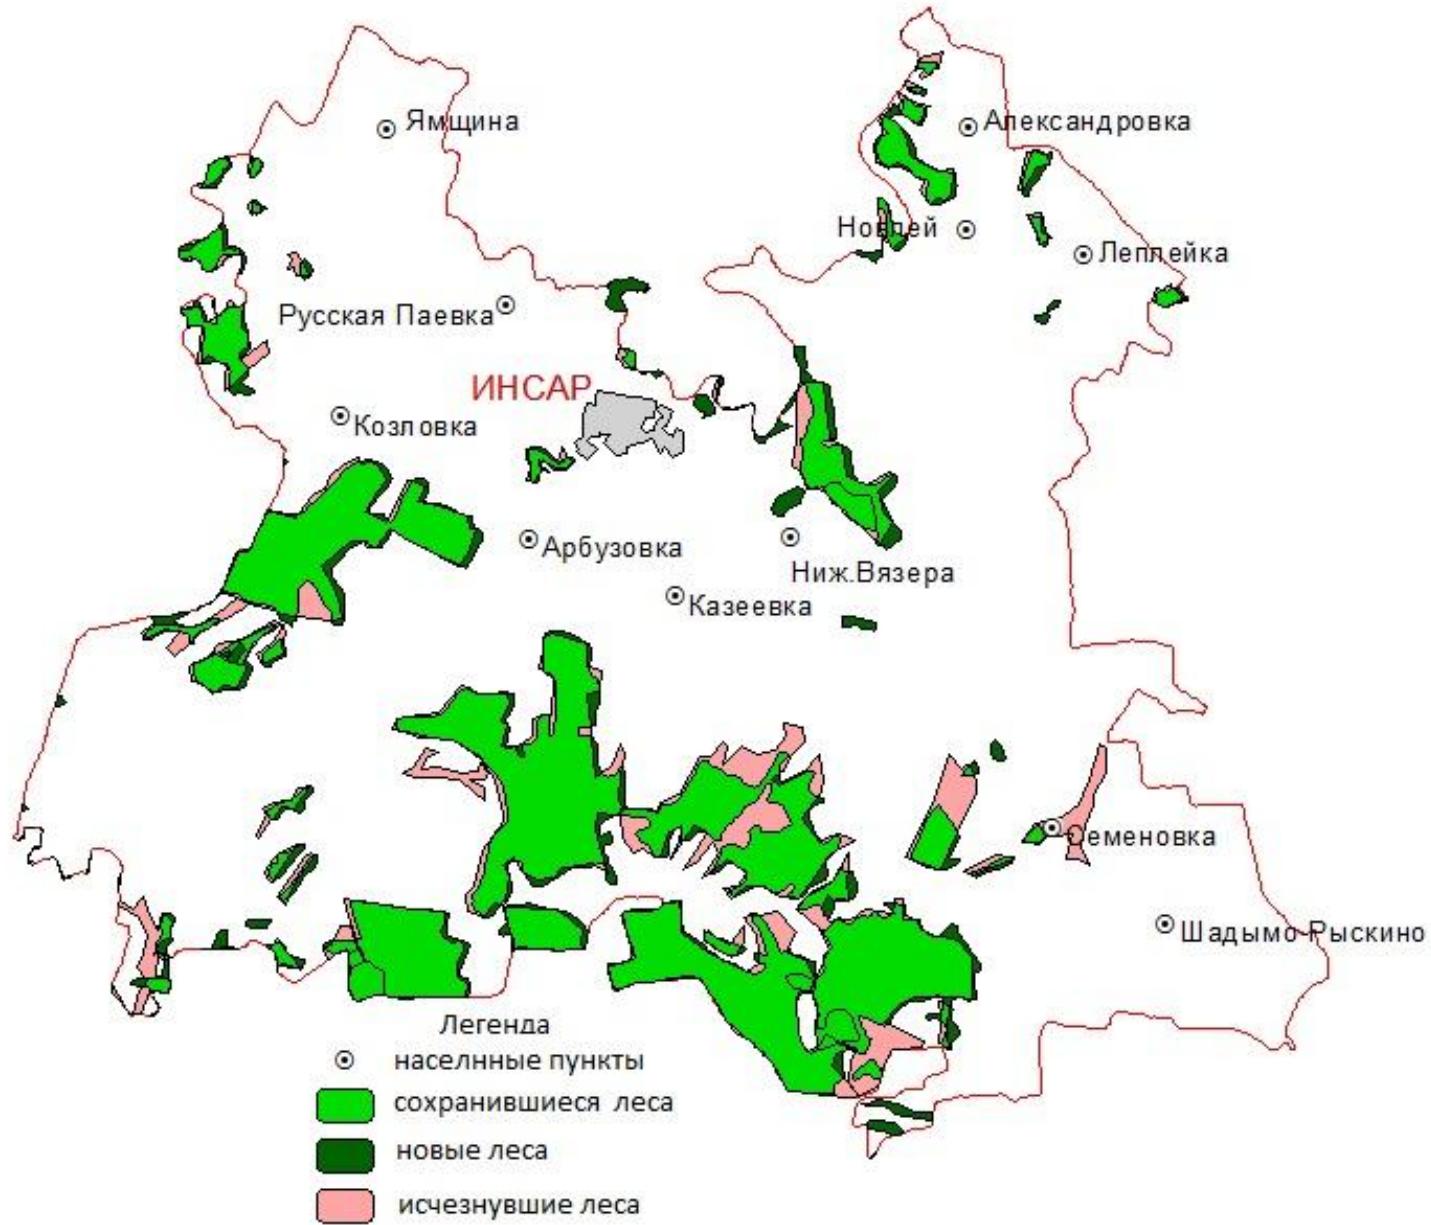 Ямщина
Александровка
Новлей
Леплейка
Русская Паевка
ИНСАР
Козловка
Арбузовка
Ниж.Вязера
Казеевка
Семеновка
Шадымо-Рыскино
Легенда
населнные пункты
сохранившиеся леса
новые леса
исчезнувшие леса